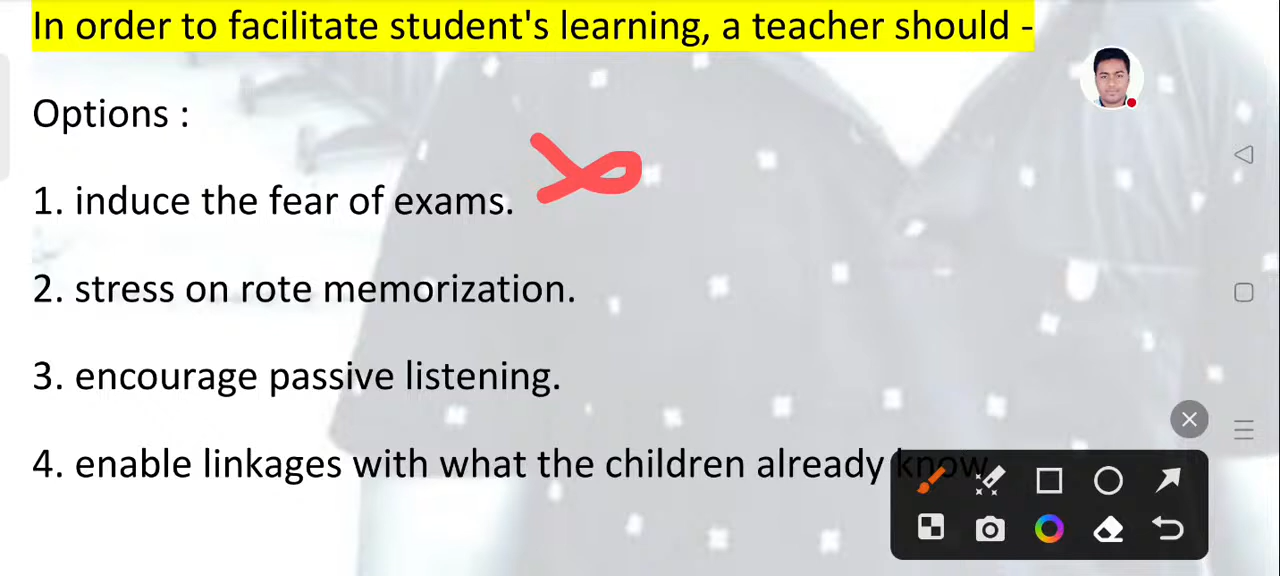 In order to facilitate student's learning, a teacher should -
Options :
1. induce the fear of exams.
2. stress on rote memorization.
3. encourage passive listening.
4. enable linkages with what the children already know